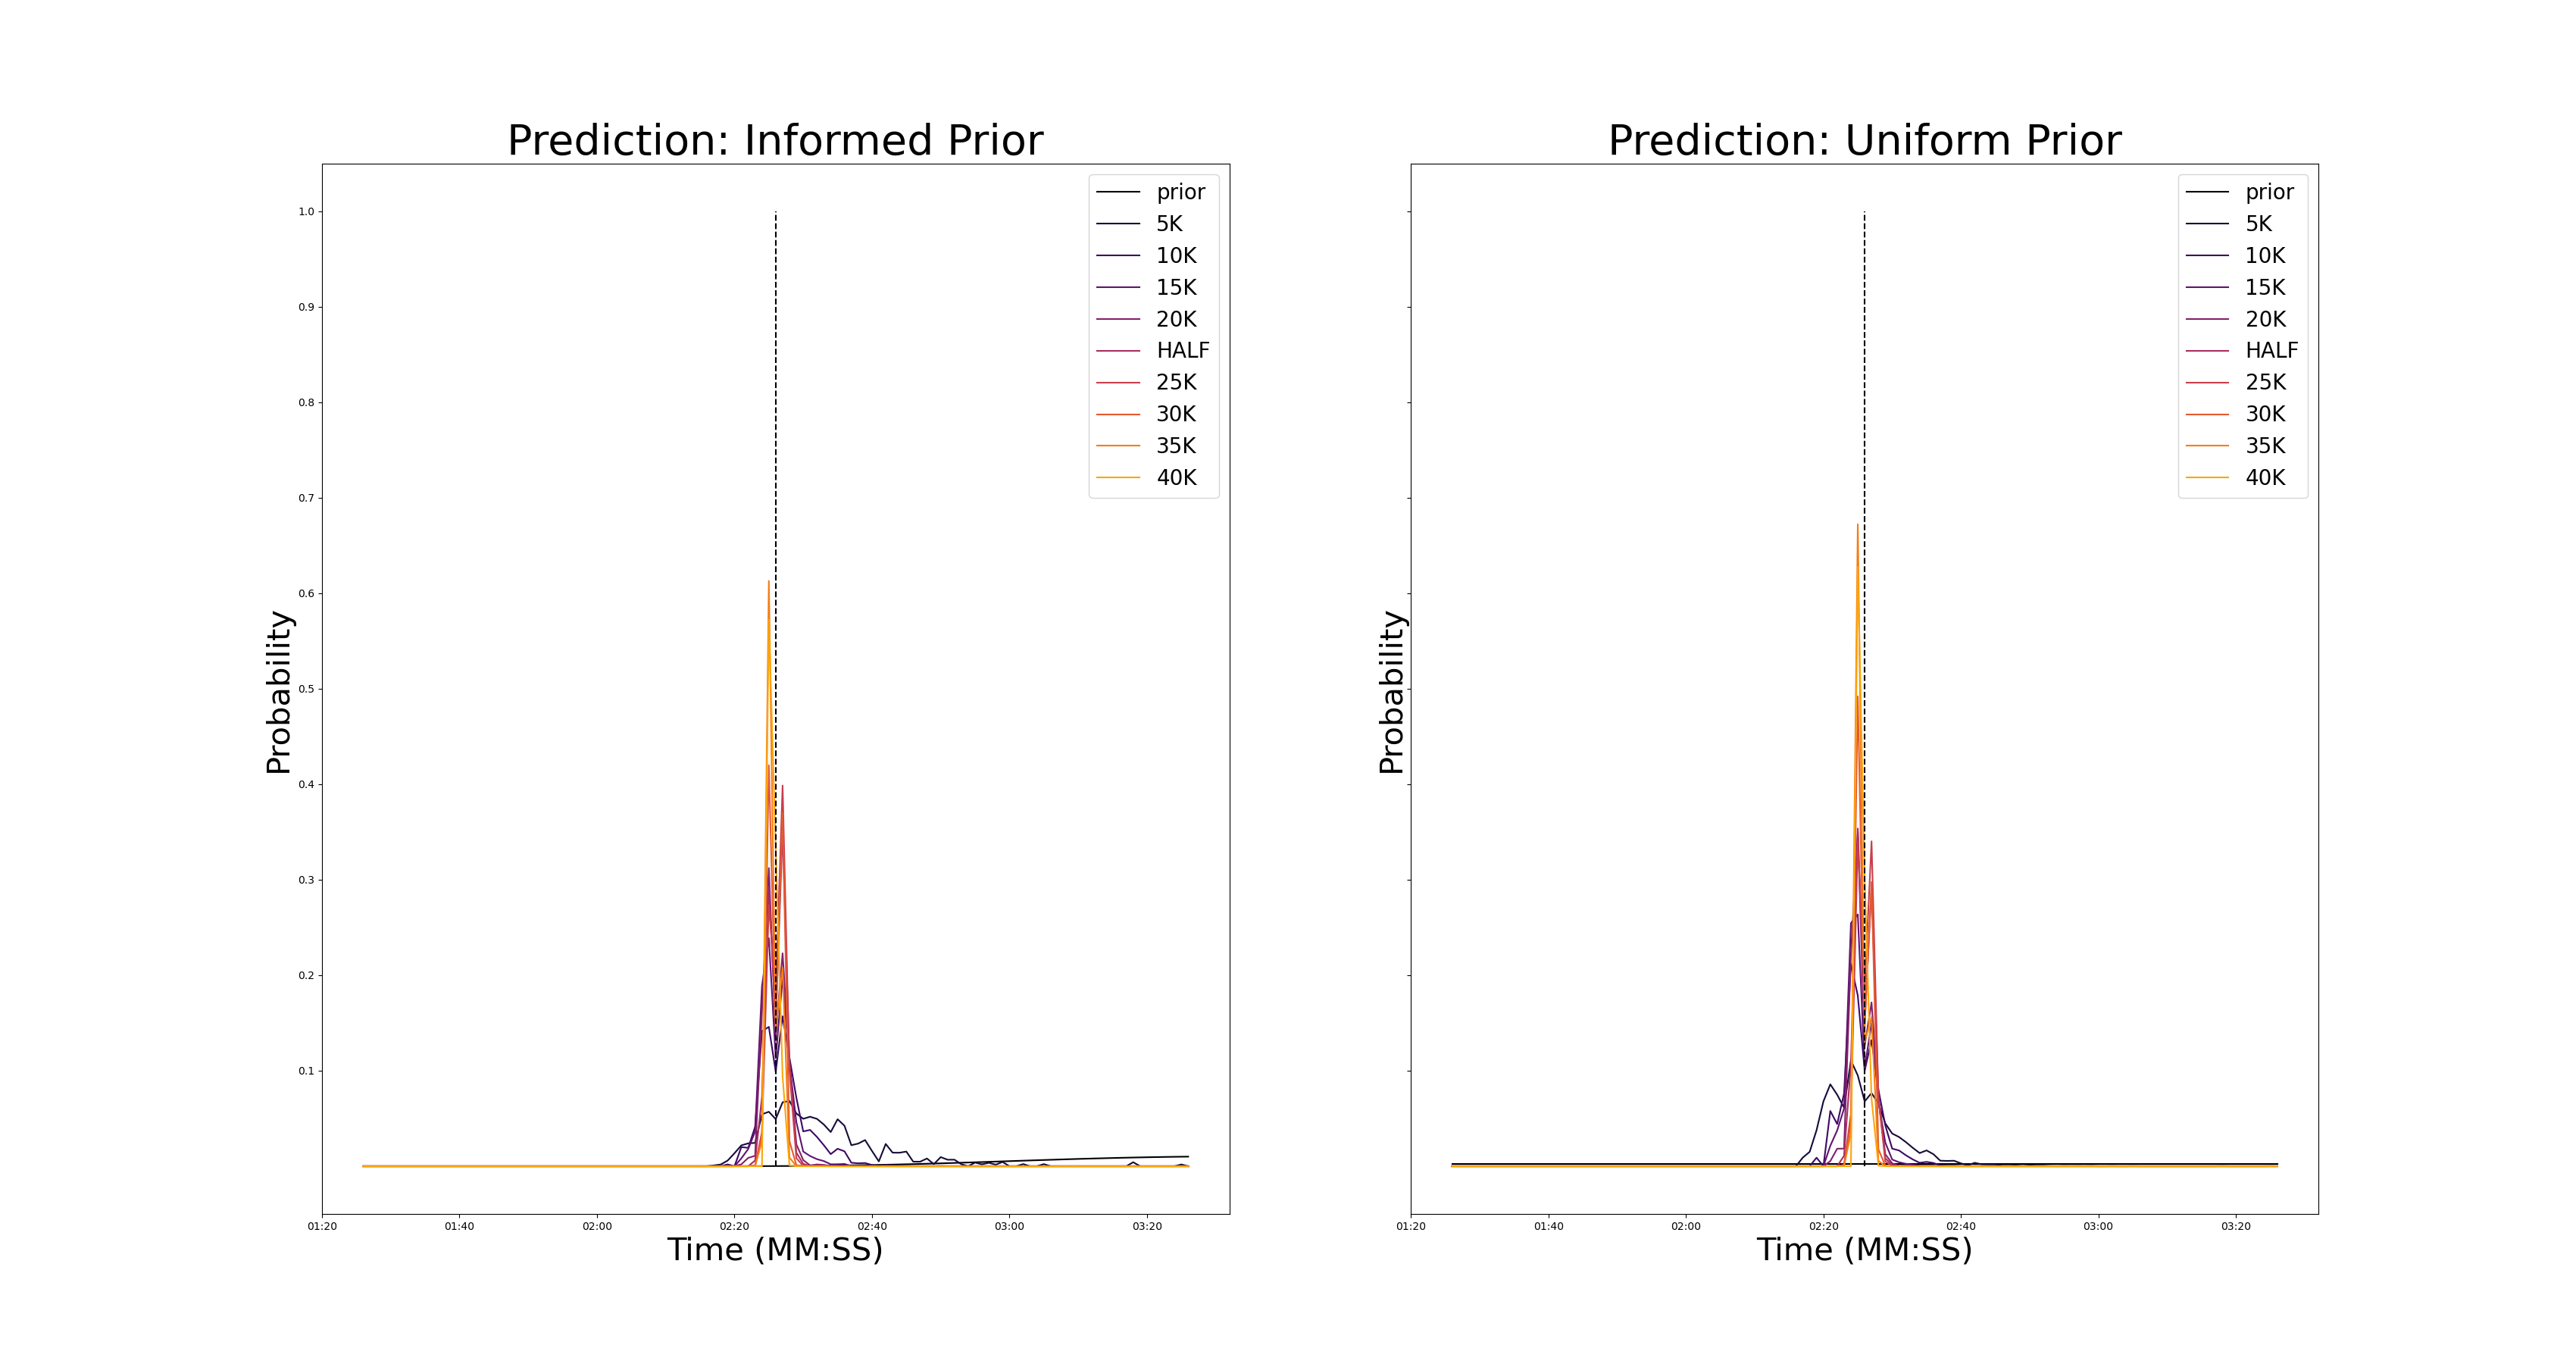 Prediction: Informed Prior
1.0
0.9
0.8
0.7
0.6
0.5
0.4
0.3
0.2
0.1
Probability
prior
5K
10K
15K
20K
HALF
25K
30K
35K
40K
01:20 01:40 02:00 02:20 02:40 03:00 03:20
Time (MM:SS)
Prediction: Uniform Prior
Probability
prior
5K
10K
15K
20K
HALF
25K
30K
35K
40K
01:20 01:40 02:00 02:20 02:40 03:00 03:20
Time (MM:SS)